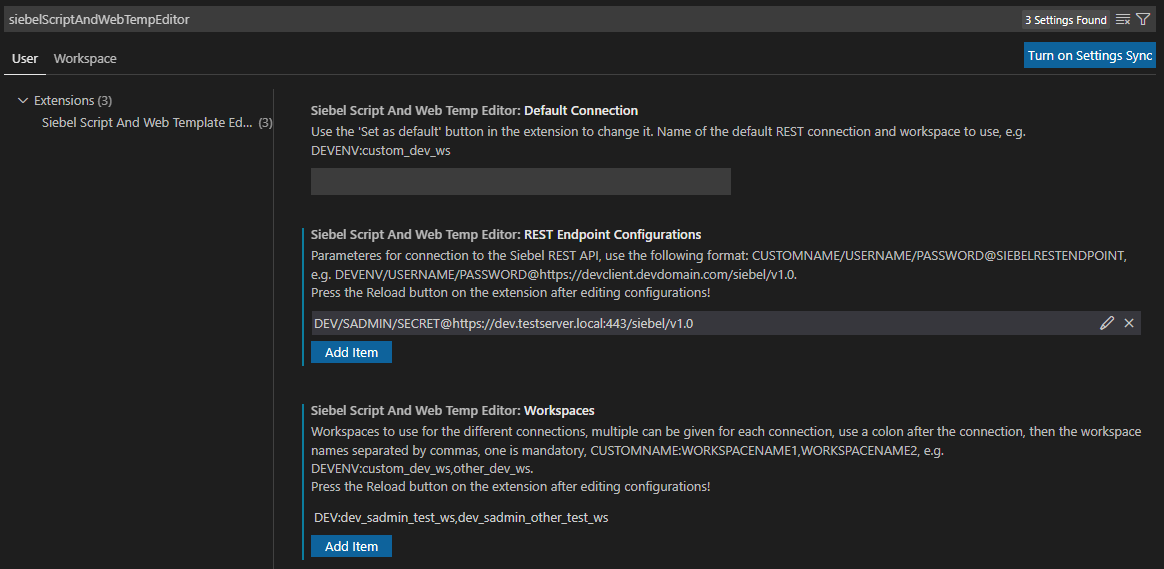 siebelScriptAndWebTempEditor
3 Settings Found
User
Workspace
Turn on Settings Sync
Extensions (3)
Siebel Script And Web Template Ed... (3)
Siebel Script And Web Temp Editor: Default Connection
Use the 'Set as default' button in the extension to change it. Name of the default REST connection and workspace to use, e.g.
DEVENV:custom_dev_ws
Siebel Script And Web Temp Editor: REST Endpoint Configurations
Parameteres for connection to the Siebel REST API, use the following format: CUSTOMNAME/USERNAME/PASSWORD@SIEBELRESTENDPOINT,
e.g. DEVENV/USERNAME/PASSWORD@https://devclient.devdomain.com/siebel/v1.0.
Press the Reload button on the extension after editing configurations!
DEV/SADMIN/SECRET@https://dev.testserver.local:443/siebel/v1.0
Add Item
Siebel Script And Web Temp Editor: Workspaces
Workspaces to use for the different connections, multiple can be given for each connection, use a colon after the connection, then the workspace
names separated by commas, one is mandatory, CUSTOMNAME:WORKSPACENAME1,WORKSPACENAME2, e.g.
DEVENV:custom_dev_ws,other_dev_ws.
Press the Reload button on the extension after editing configurations!
DEV:dev_sadmin_test_ws,dev_sadmin_other_test_ws
Add Item